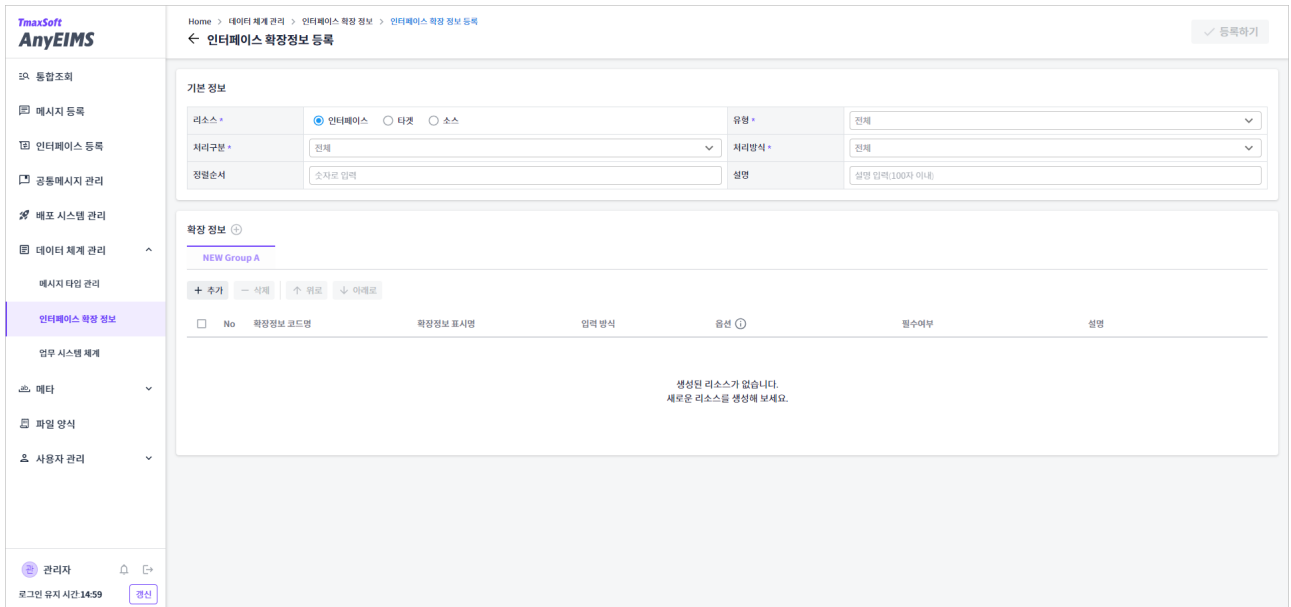 TmaxSoft
AnyEIMS
통합조회
메시지 등록
인터페이스 등록
공통메시지 관리
배포 시스템 관리
데이터 체계 관리
메시지 타입 관리
인터페이스 확장 정보
업무 시스템 체계
메타
파일 양식
사용자 관리
관 관리자
로그인 유지 시간:14:59 갱신
Home > 데이터 체계 관리 > 인터페이스 확장 정보 > 인터페이스 확장 정보 등록
← 인터페이스 확장정보 등록
등록하기
기본 정보
리소스 * 인터페이스 타겟 소스 유형 * 전체
처리구분 * 전체 처리방식 * 전체
정렬순서 숫자로 입력 설명 설명 입력(100자 이내)
확장 정보
NEW Group A
+ 추가 − 삭제 ↑ 위로 ↓ 아래로
No 확장정보 코드명 확장정보 표시명 입력 방식 옵션 필수여부 설명
생성된 리소스가 없습니다.
새로운 리소스를 생성해 보세요.